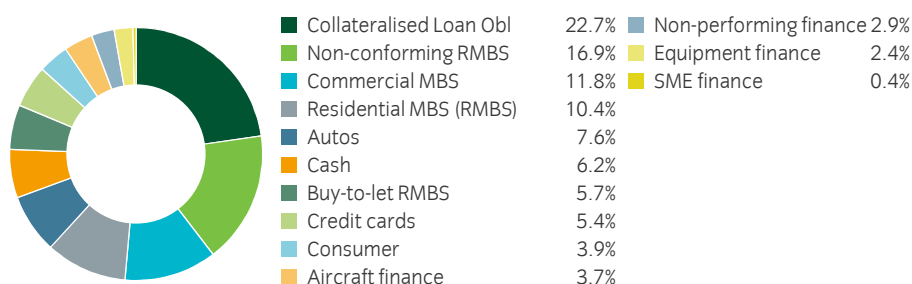 Collateralised Loan Obl 22.7%
Non-conforming RMBS 16.9%
Commercial MBS 11.8%
Residential MBS (RMBS) 10.4%
Autos 7.6%
Cash 6.2%
Buy-to-let RMBS 5.7%
Credit cards 5.4%
Consumer 3.9%
Aircraft finance 3.7%
Non-performing finance 2.9%
Equipment finance 2.4%
SME finance 0.4%